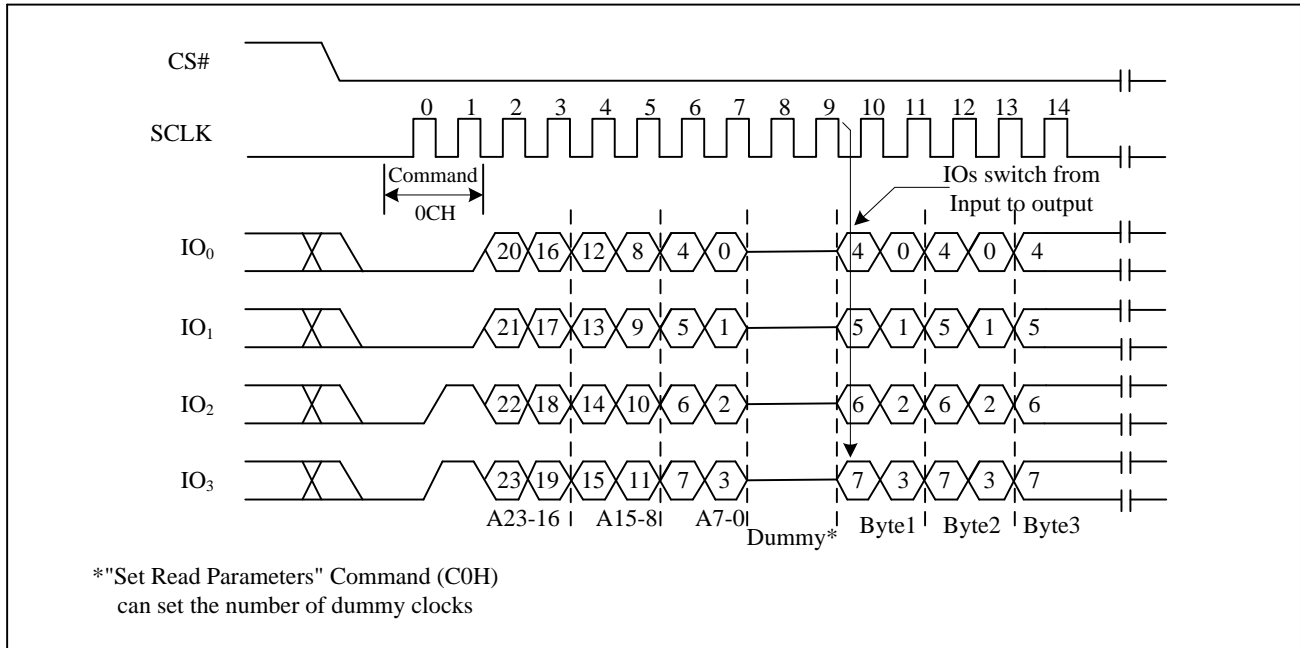 CS#
0 1 2 3 4 5 6 7 8 9 10 11 12 13 14
SCLK
Command
0CH
IOs switch from
Input to output
IO0 20 16 12 8 4 0 4 0 4 0 4
IO1 21 17 13 9 5 1 5 1 5 1 5
IO2 22 18 14 10 6 2 6 2 6 2 6
IO3 23 19 15 11 7 3 7 3 7 3 7
A23-16 A15-8 A7-0 Dummy* Byte1 Byte2 Byte3
*"Set Read Parameters" Command (C0H)
can set the number of dummy clocks